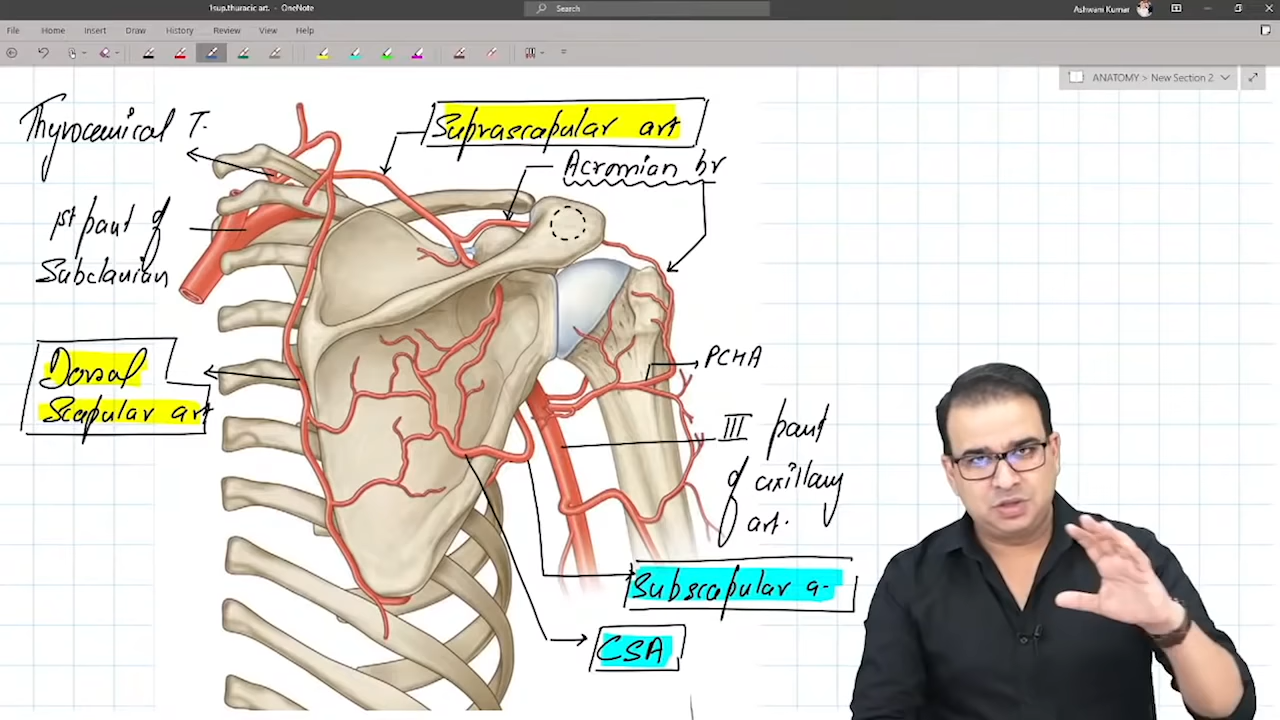 1sup.thoracic art. - OneNote
Search
Ashwani Kumar
File Home Insert Draw History Review View Help
ANATOMY > New Section 2
Thyrocervical T.
Suprascapular art
Acromian br
1st part of
Subclavian
Dorsal
Scapular art
PCHA
III part
of axillary
art.
Subscapular a.
CSA